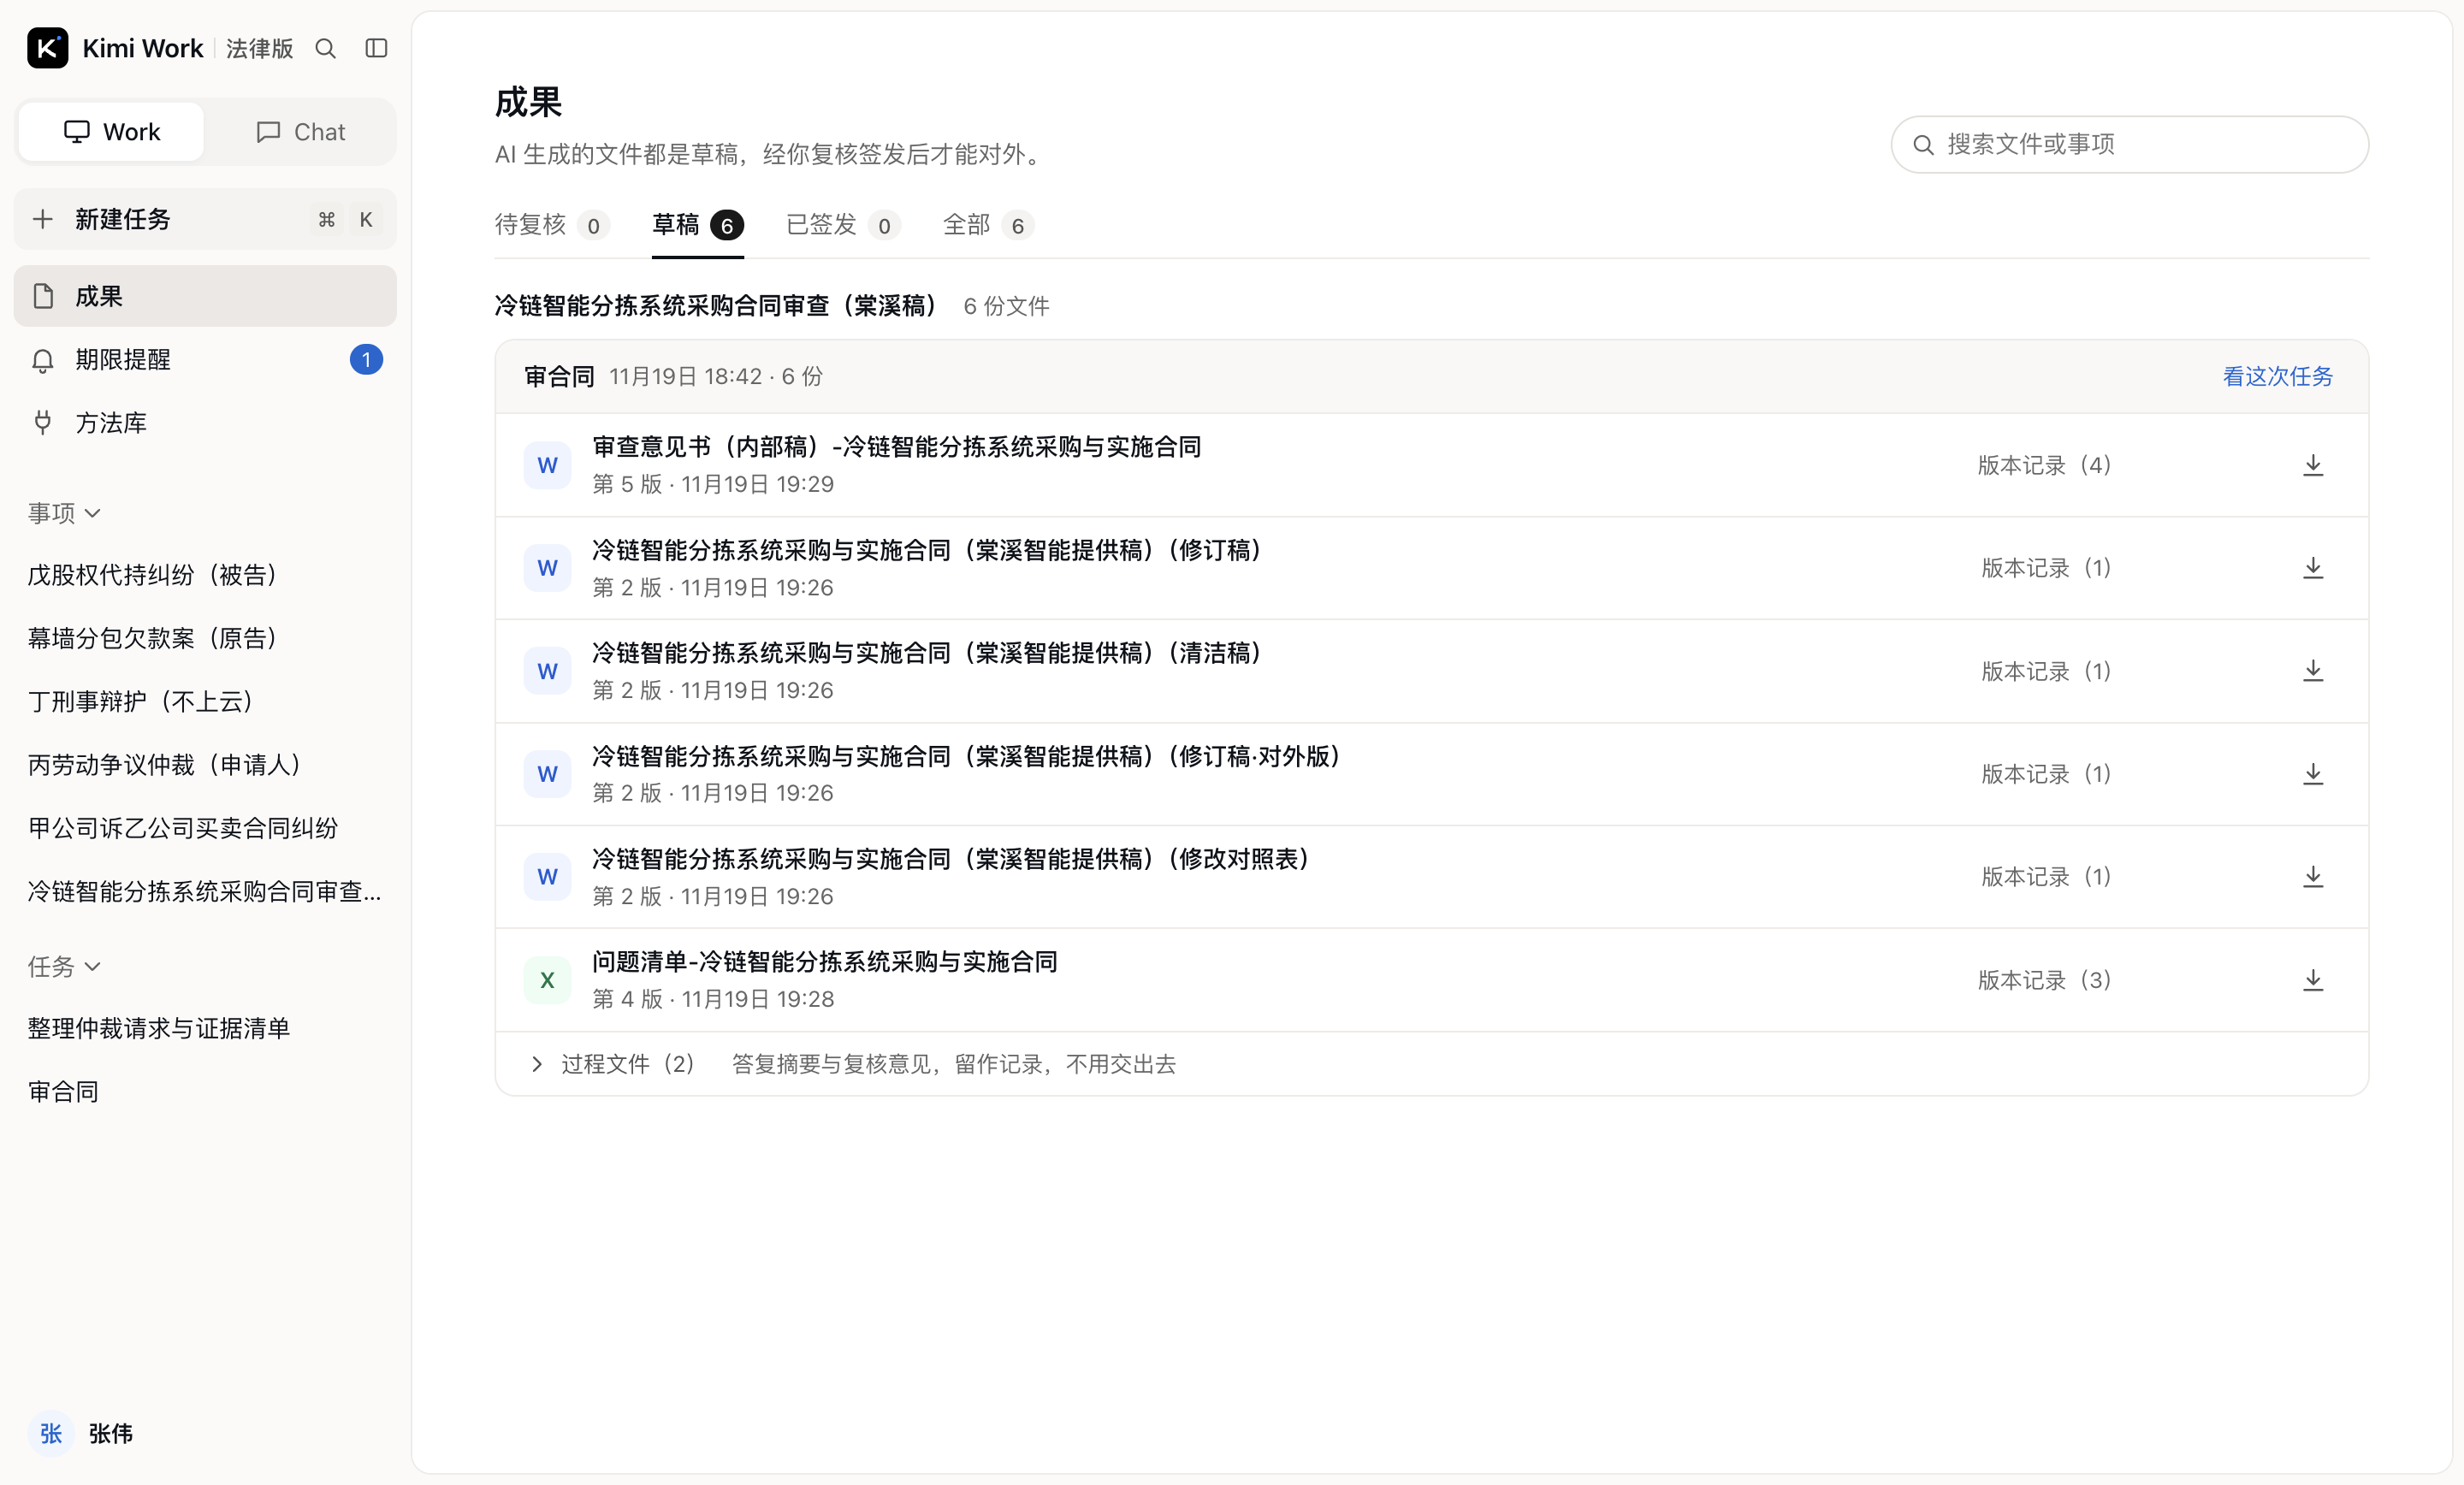 Kimi Work 法律版
Work
Chat
新建任务 ⌘ K
成果
期限提醒 1
方法库
事项
戊股权代持纠纷（被告）
幕墙分包欠款案（原告）
丁刑事辩护（不上云）
丙劳动争议仲裁（申请人）
甲公司诉乙公司买卖合同纠纷
冷链智能分拣系统采购合同审查...
任务
整理仲裁请求与证据清单
审合同
张 张伟
成果
AI 生成的文件都是草稿，经你复核签发后才能对外。
搜索文件或事项
待复核 0 草稿 6 已签发 0 全部 6
冷链智能分拣系统采购合同审查（棠溪稿） 6 份文件
审合同 11月19日 18:42 · 6 份 看这次任务
W
审查意见书（内部稿）-冷链智能分拣系统采购与实施合同
第 5 版 · 11月19日 19:29
版本记录（4）
W
冷链智能分拣系统采购与实施合同（棠溪智能提供稿）（修订稿）
第 2 版 · 11月19日 19:26
版本记录（1）
W
冷链智能分拣系统采购与实施合同（棠溪智能提供稿）（清洁稿）
第 2 版 · 11月19日 19:26
版本记录（1）
W
冷链智能分拣系统采购与实施合同（棠溪智能提供稿）（修订稿·对外版）
第 2 版 · 11月19日 19:26
版本记录（1）
W
冷链智能分拣系统采购与实施合同（棠溪智能提供稿）（修改对照表）
第 2 版 · 11月19日 19:26
版本记录（1）
X
问题清单-冷链智能分拣系统采购与实施合同
第 4 版 · 11月19日 19:28
版本记录（3）
过程文件（2） 答复摘要与复核意见，留作记录，不用交出去